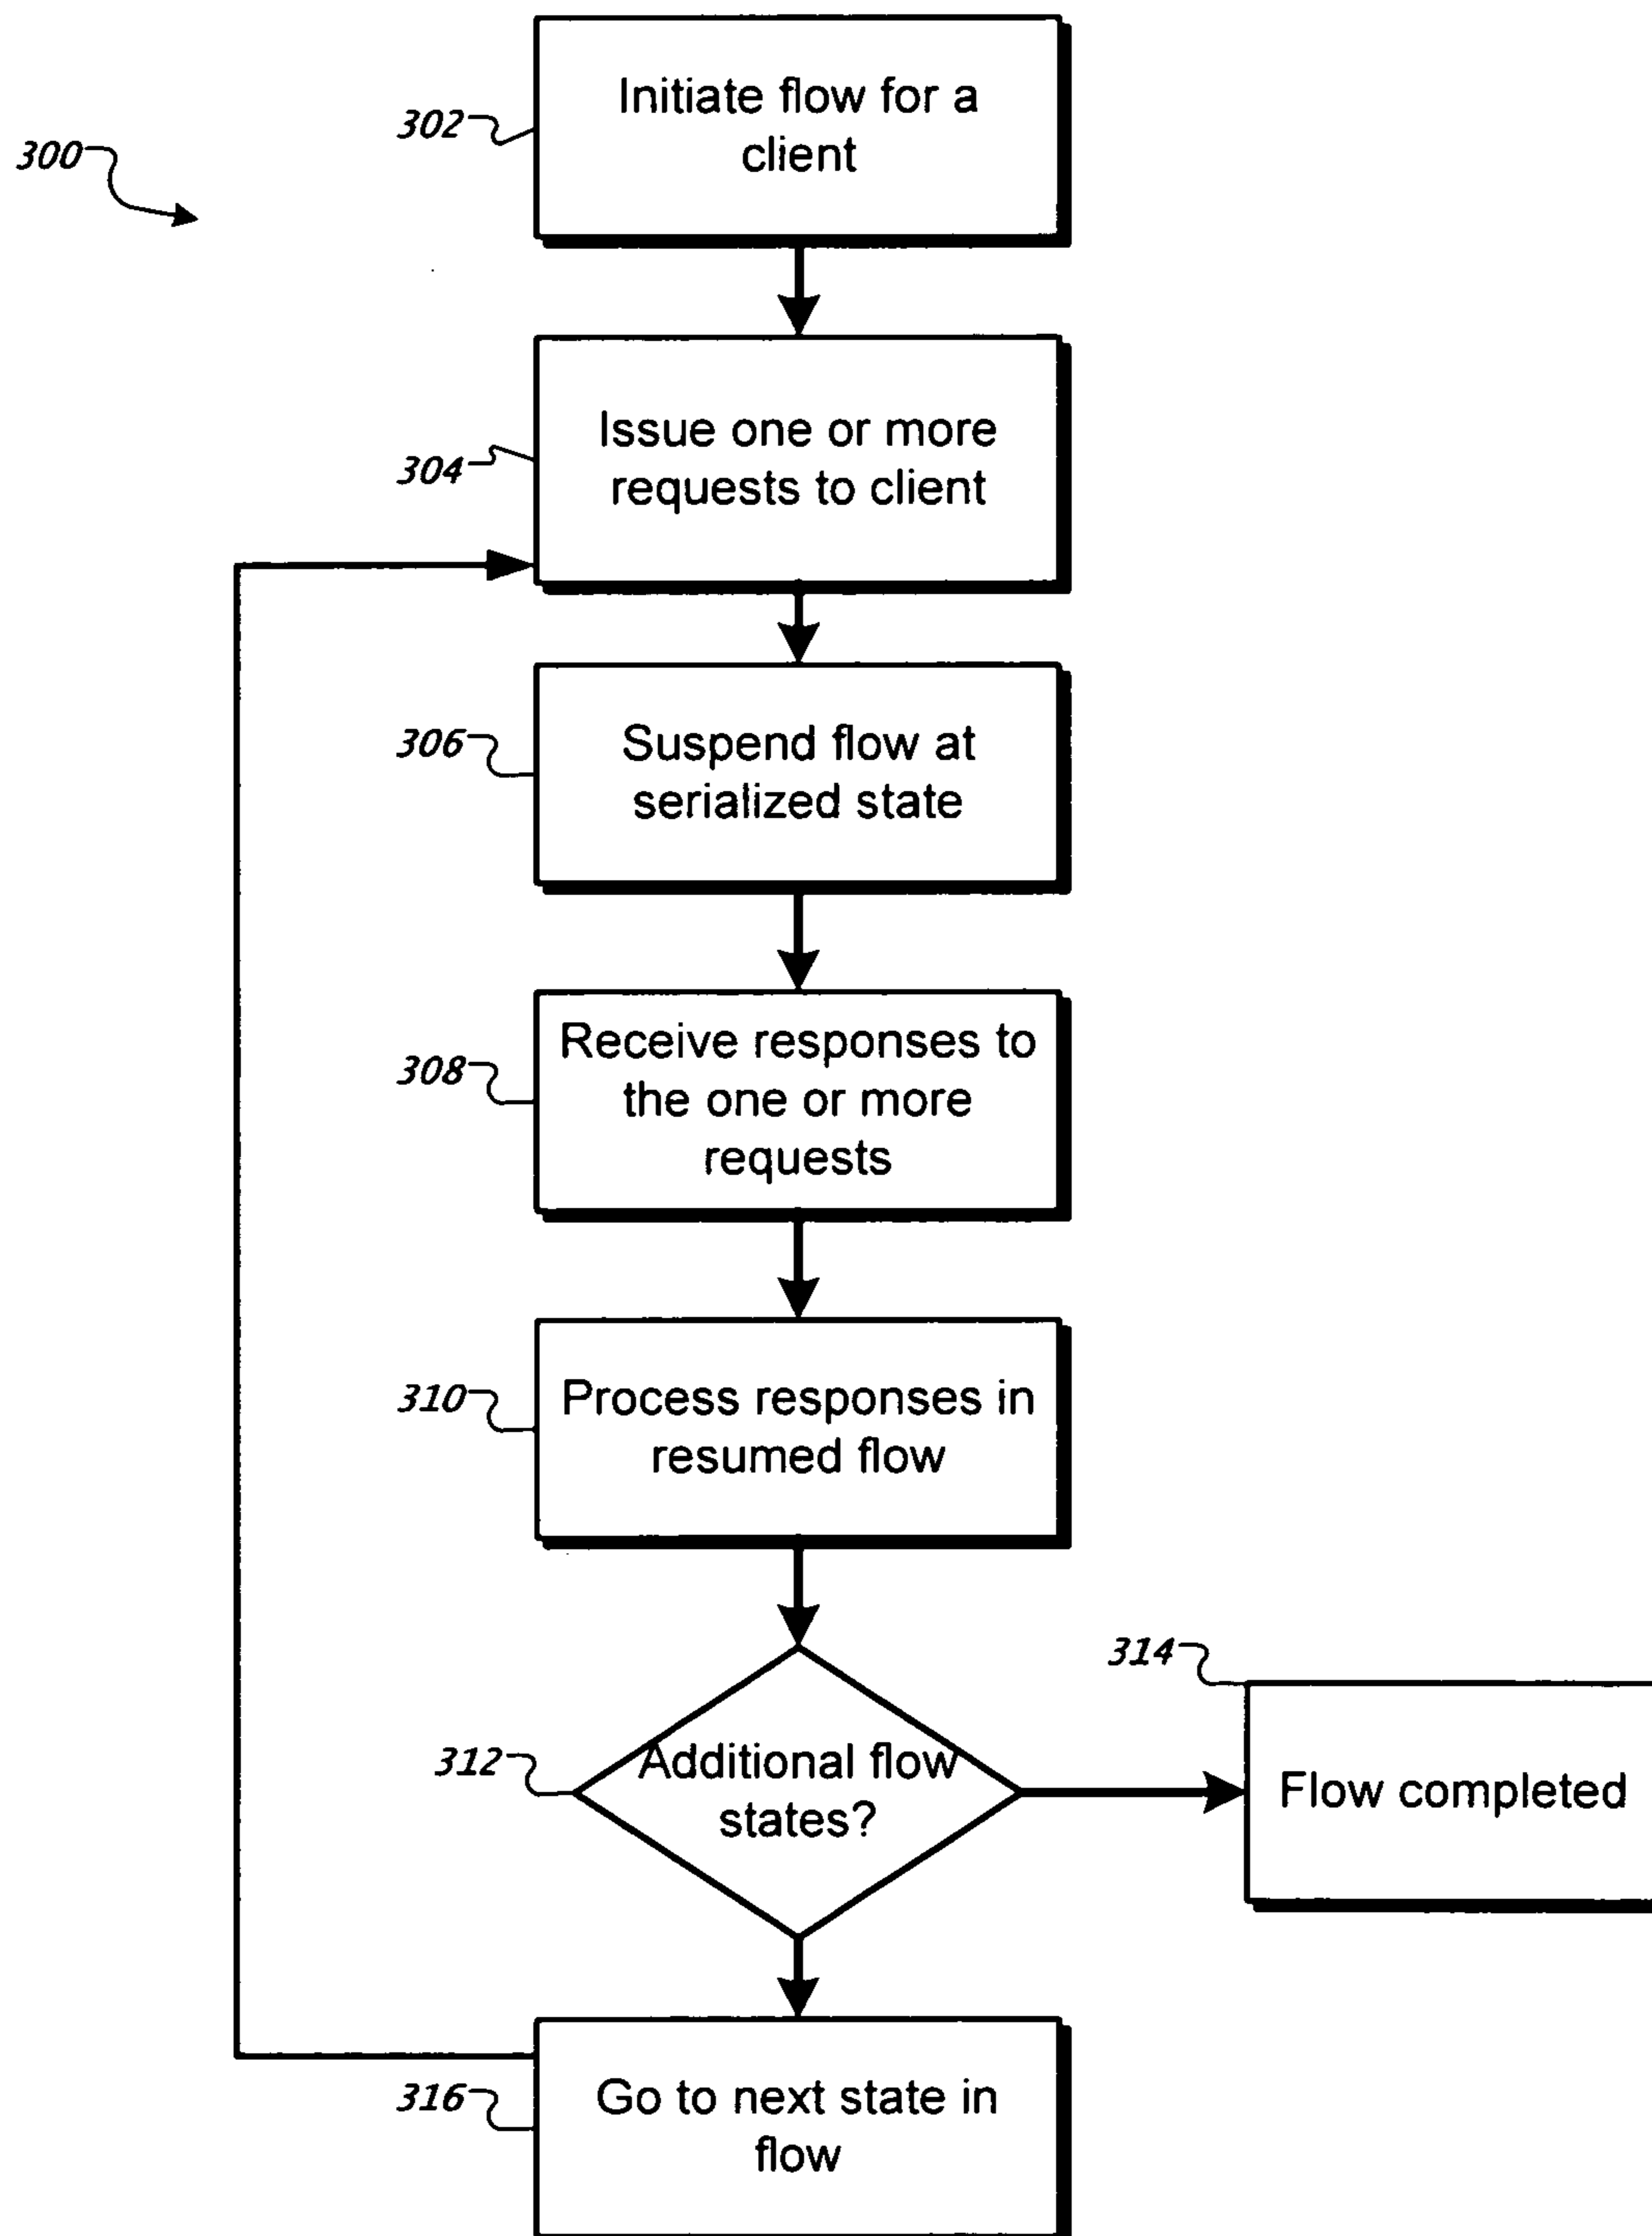 302
Initiate flow for a
client
300
304
Issue one or more
requests to client
306
Suspend flow at
serialized state
308
Receive responses to
the one or more
requests
310
Process responses in
resumed flow
312
Additional flow
states?
314
Flow completed
316
Go to next state in
flow